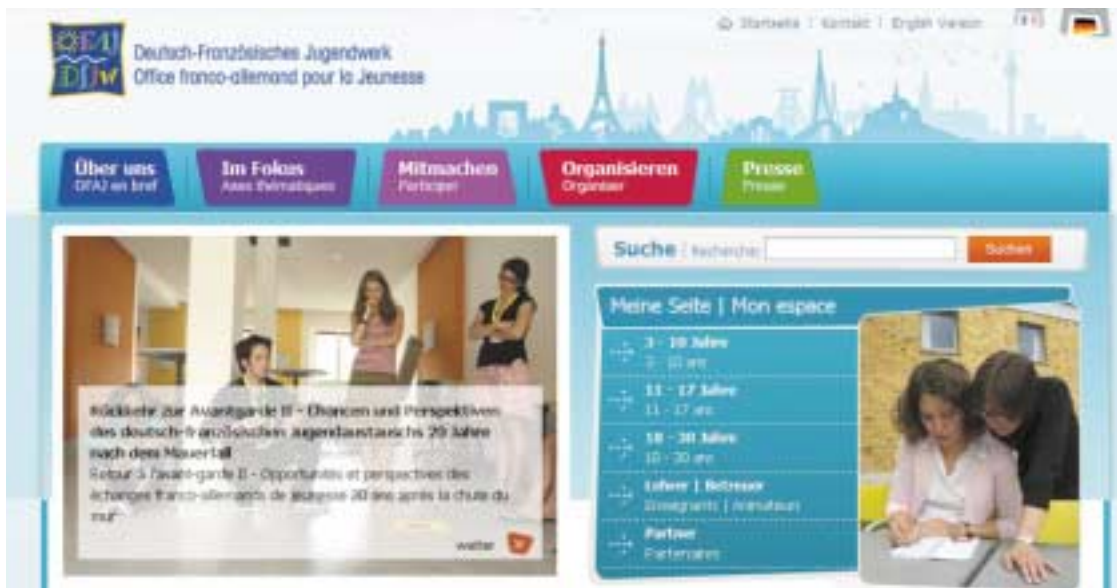 Startseite | Kontakt | English Version
OFAJ
DFJW
Deutsch-Französisches Jugendwerk
Office franco-allemand pour la Jeunesse
Über uns
OFAJ en bref
Im Fokus
Axes thématiques
Mitmachen
Participer
Organisieren
Organiser
Presse
Presse
Suche | Recherche:
Suchen
Rückkehr zur Avantgarde II - Chancen und Perspektiven
des deutsch-französischen Jugendaustauschs 20 Jahre
nach dem Mauerfall
Retour à l'avant-garde II - Opportunités et perspectives des
échanges franco-allemands de jeunesse 20 ans après la chute du
mur
weiter
Meine Seite | Mon espace
3 - 10 Jahre
3 - 10 ans
11 - 17 Jahre
11 - 17 ans
18 - 30 Jahre
18 - 30 ans
Lehrer | Betreuer
Enseignants | Animateurs
Partner
Partenaires